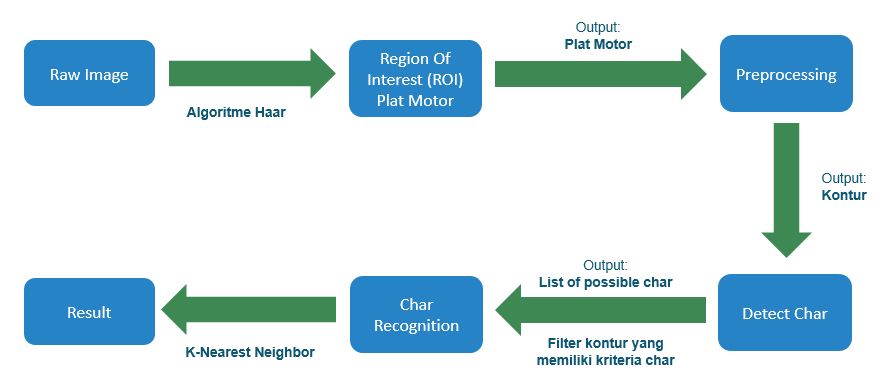 Raw Image
Algoritme Haar
Region Of
Interest (ROI)
Plat Motor
Output:
Plat Motor
Preprocessing
Output:
Kontur
Detect Char
Output:
List of possible char
Filter kontur yang
memiliki kriteria char
Char
Recognition
K-Nearest Neighbor
Result